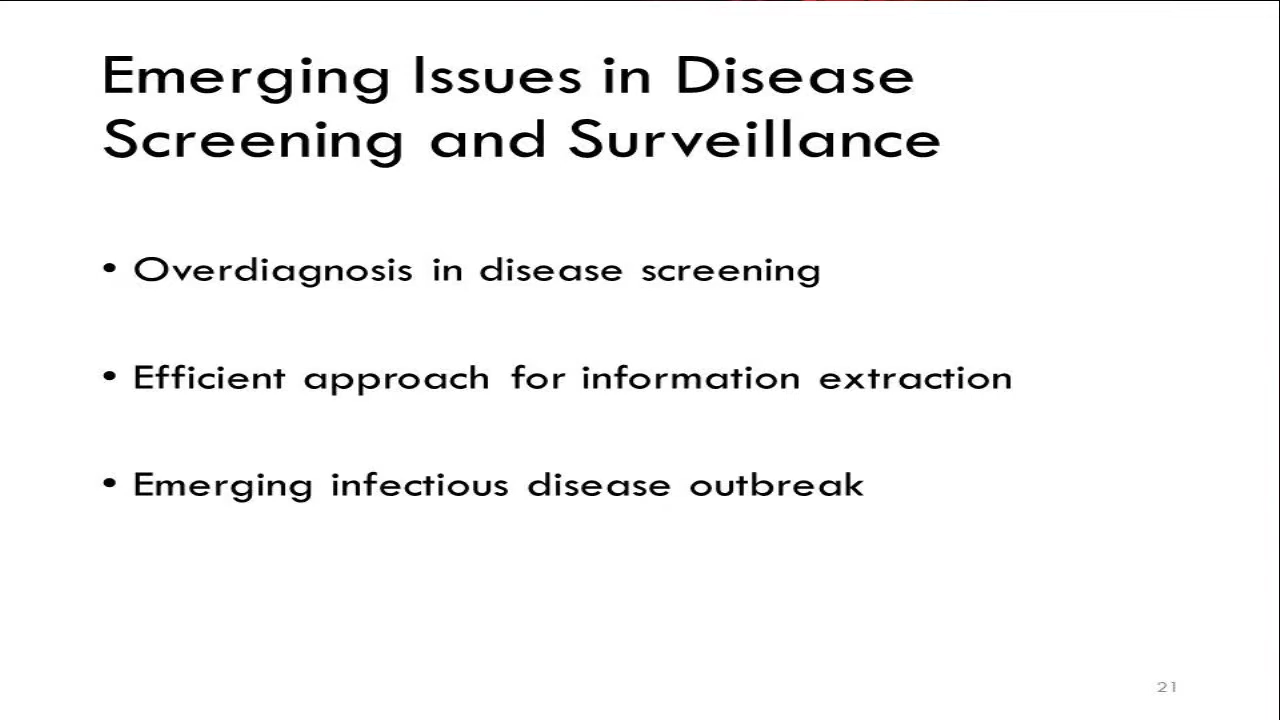 Emerging Issues in Disease
Screening and Surveillance
• Overdiagnosis in disease screening
• Efficient approach for information extraction
• Emerging infectious disease outbreak
21